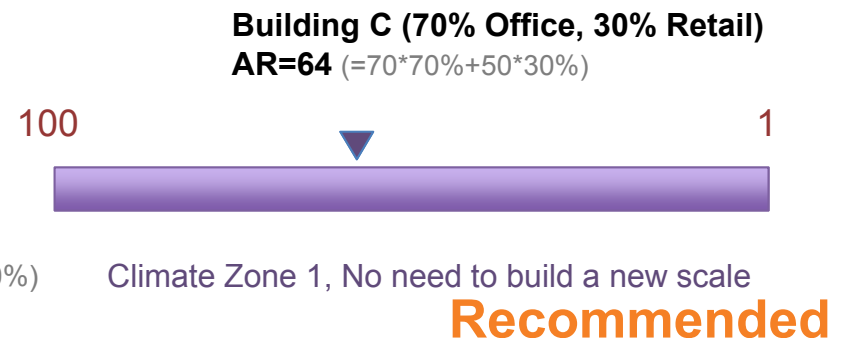 Building C (70% Office, 30% Retail)
AR=64 (=70*70%+50*30%)
100 1
%) Climate Zone 1, No need to build a new scale
Recommended